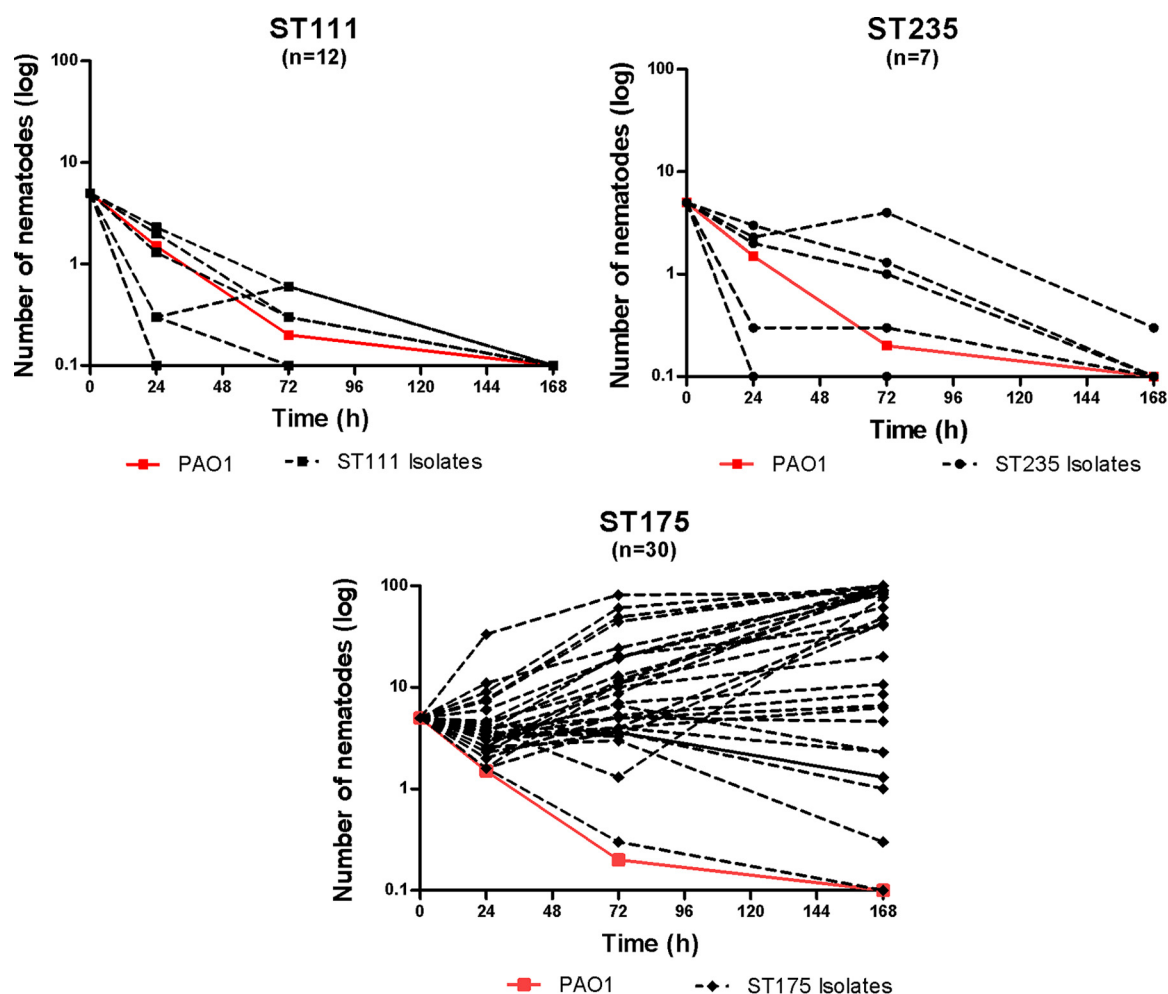 ST111
(n=12)
Number of nematodes (log)
100
10
1
0.1
0 24 48 72 96 120 144 168
Time (h)
PAO1 ST111 Isolates
ST235
(n=7)
Number of nematodes (log)
100
10
1
0.1
0 24 48 72 96 120 144 168
Time (h)
PAO1 ST235 Isolates
ST175
(n=30)
Number of nematodes (log)
100
10
1
0.1
0 24 48 72 96 120 144 168
Time (h)
PAO1 ST175 Isolates